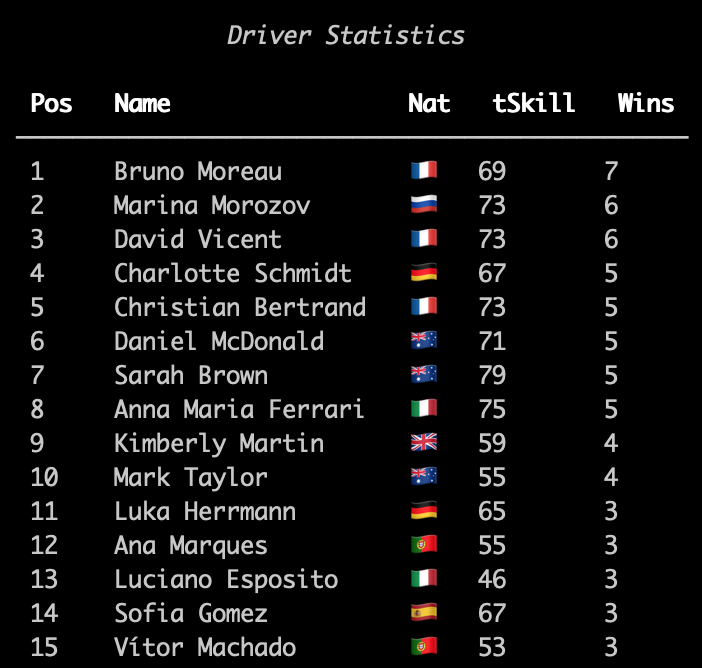 Driver Statistics
Pos Name Nat tSkill Wins
1 Bruno Moreau 🇫🇷 69 7
2 Marina Morozov 🇷🇺 73 6
3 David Vicent 🇫🇷 73 6
4 Charlotte Schmidt 🇩🇪 67 5
5 Christian Bertrand 🇫🇷 73 5
6 Daniel McDonald 🇦🇺 71 5
7 Sarah Brown 🇦🇺 79 5
8 Anna Maria Ferrari 🇮🇹 75 5
9 Kimberly Martin 🇬🇧 59 4
10 Mark Taylor 🇦🇺 55 4
11 Luka Herrmann 🇩🇪 65 3
12 Ana Marques 🇵🇹 55 3
13 Luciano Esposito 🇮🇹 46 3
14 Sofia Gomez 🇪🇸 67 3
15 Vítor Machado 🇵🇹 53 3